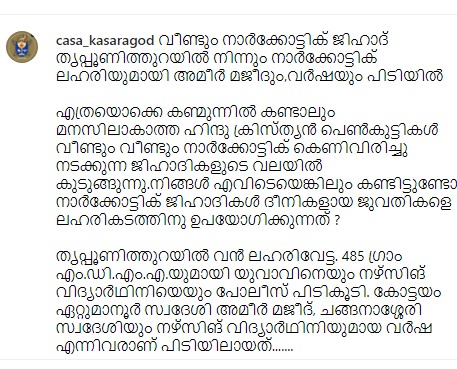 casa_kasaragod വീണ്ടും നാർക്കോട്ടിക് ജിഹാദ്
തൃപ്പൂണിത്തുറയിൽ നിന്നും നാർക്കോട്ടിക്
ലഹരിയുമായി അമീർ മജീദും,വർഷയും പിടിയിൽ
എത്രയൊക്കെ കണ്മുന്നിൽ കണ്ടാലും
മനസിലാകാത്ത ഹിന്ദു ക്രിസ്ത്യൻ പെൺകുട്ടികൾ
വീണ്ടും വീണ്ടും നാർക്കോട്ടിക് കെണിവിരിച്ചു
നടക്കുന്ന ജിഹാദികളുടെ വലയിൽ
കുടുങ്ങുന്നു.നിങ്ങൾ എവിടെയെങ്കിലും കണ്ടിട്ടുണ്ടോ
നാർക്കോട്ടിക് ജിഹാദികൾ ദീനികളായ ജുവതികളെ
ലഹരികടത്തിനു ഉപയോഗിക്കുന്നത് ?
തൃപ്പൂണിത്തുറയിൽ വൻ ലഹരിവേട്ട. 485 ഗ്രാം
എം.ഡി.എം.എ.യുമായി യുവാവിനെയും നഴ്സിങ്
വിദ്യാർഥിനിയെയും പോലീസ് പിടികൂടി. കോട്ടയം
ഏറ്റുമാനൂർ സ്വദേശി അമീർ മജീദ്, ചങ്ങനാശ്ശേരി
സ്വദേശിയും നഴ്സിങ് വിദ്യാർഥിനിയുമായ വർഷ
എന്നിവരാണ് പിടിയിലായത്.......